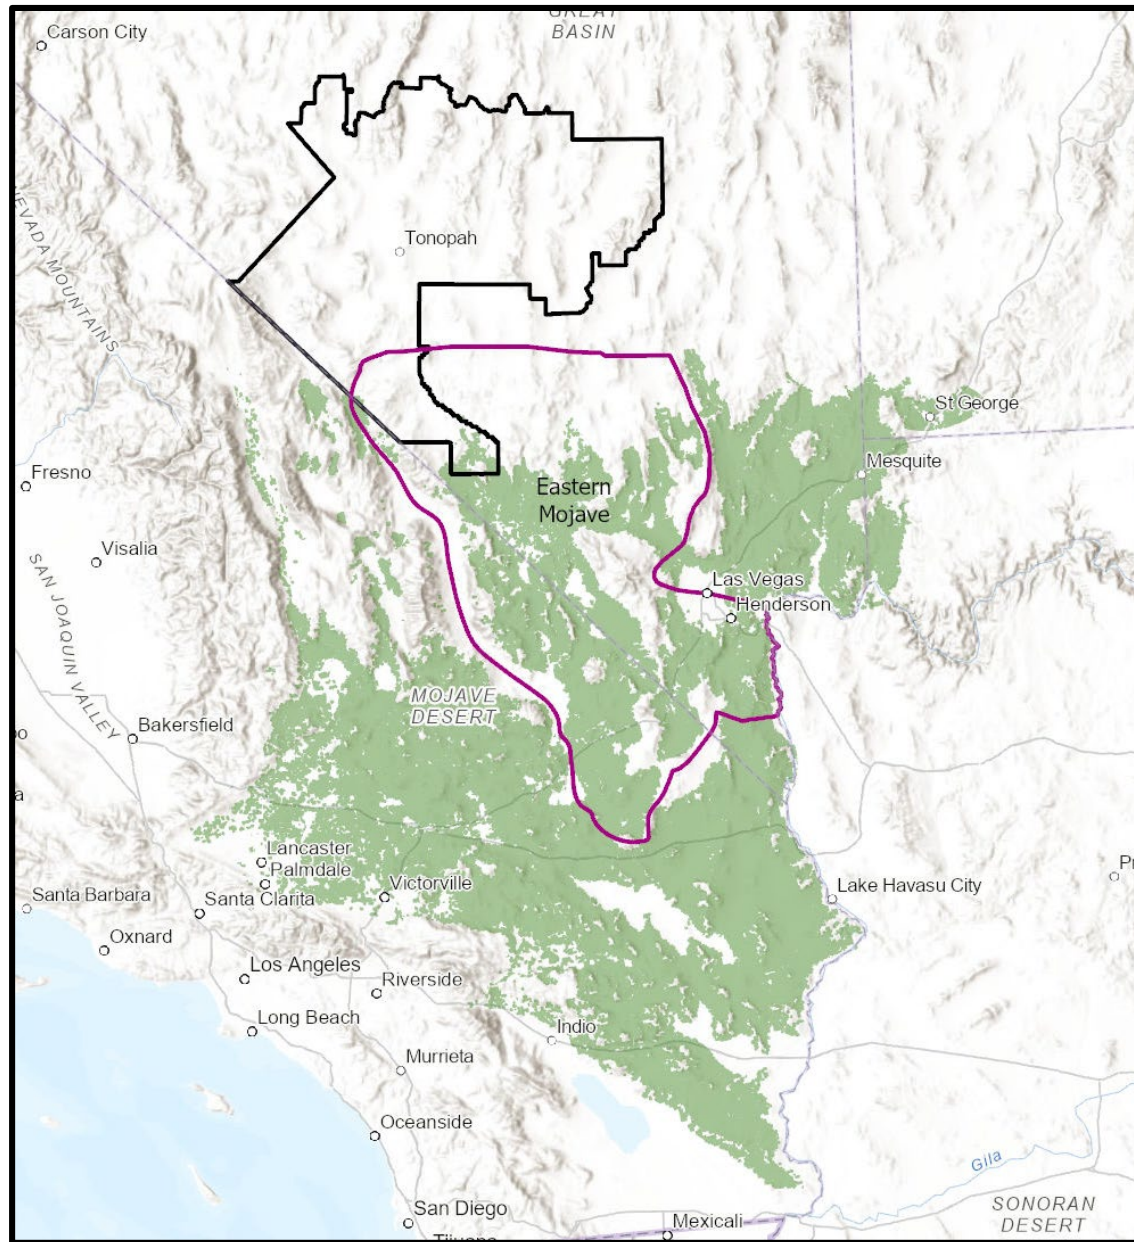 GREAT
BASIN
Carson City
NEVADA MOUNTAINS
Tonopah
St George
Mesquite
Fresno
Eastern
Mojave
Visalia
Las Vegas
Henderson
SAN JOAQUIN VALLEY
MOJAVE
DESERT
Bakersfield
Lancaster
Palmdale
Victorville
Lake Havasu City
Santa Barbara
Santa Clarita
Oxnard
Los Angeles
Riverside
Long Beach
Indio
Murrieta
Oceanside
Gila
SONORAN
DESERT
San Diego
Mexicali